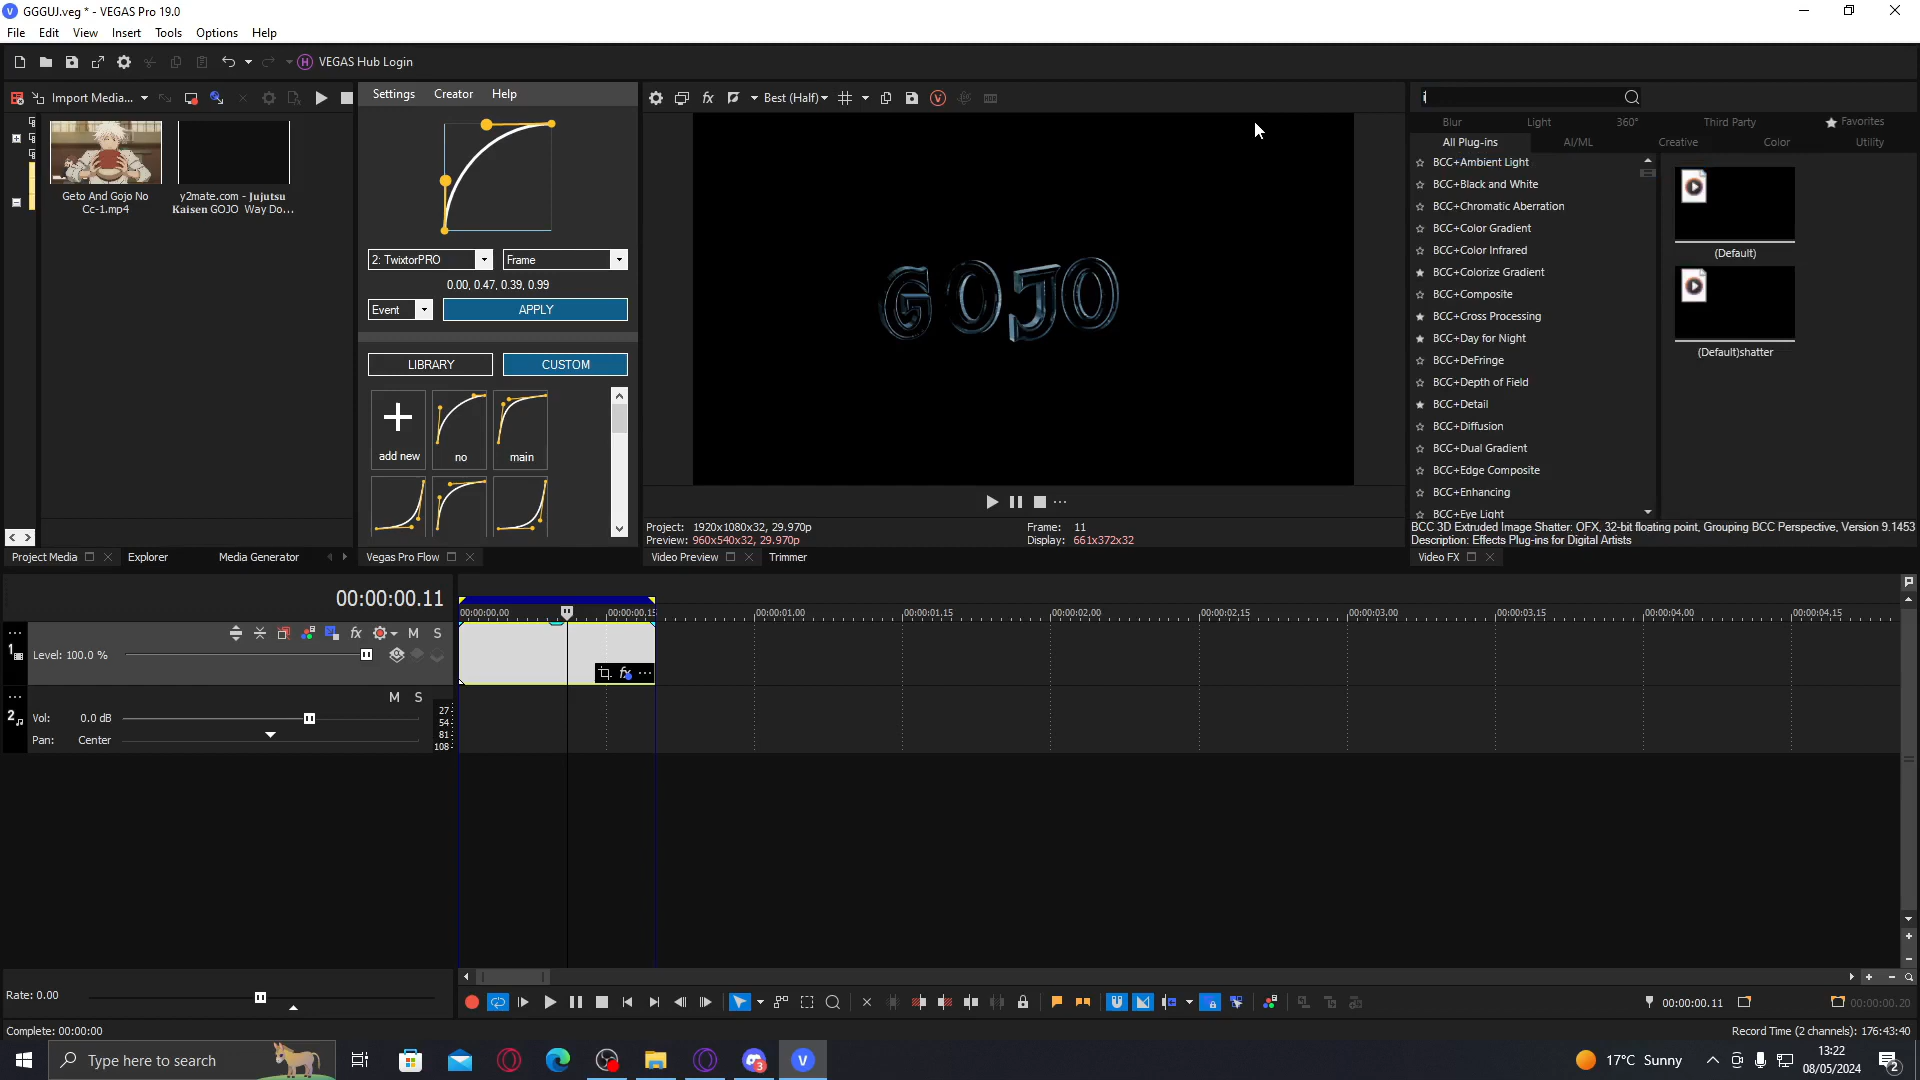 GGGUJ.veg * - VEGAS Pro 19.0
File Edit View Insert Tools Options Help
VEGAS Hub Login
Import Media...
Settings Creator Help
Best (Half)
Blur Light 360° Third Party Favorites
All Plug-ins AI/ML Creative Color Utility
Geto And Gojo No
Cc-1.mp4
y2mate.com - Jujutsu
Kaisen GOJO Way Do...
2: TwixtorPRO
Frame
0.00, 0.47, 0.39, 0.99
Event
APPLY
LIBRARY
CUSTOM
add new
no
main
GOJO
BCC+Ambient Light
BCC+Black and White
BCC+Chromatic Aberration
BCC+Color Gradient
BCC+Color Infrared
BCC+Colorize Gradient
BCC+Composite
BCC+Cross Processing
BCC+Day for Night
BCC+DeFringe
BCC+Depth of Field
BCC+Detail
BCC+Diffusion
BCC+Dual Gradient
BCC+Edge Composite
BCC+Enhancing
BCC+Eye Light
(Default)
(Default)shatter
Project: 1920x1080x32, 29.970p
Preview: 960x540x32, 29.970p
Frame: 11
Display: 661x372x32
BCC 3D Extruded Image Shatter: OFX, 32-bit floating point, Grouping BCC Perspective, Version 9.1453
Description: Effects Plug-ins for Digital Artists
Project Media
Explorer
Media Generator
Vegas Pro Flow
Video Preview
Trimmer
Video FX
00:00:00.11
00:00:00.00 00:00:00.15 00:00:01.00 00:00:01.15 00:00:02.00 00:00:02.15 00:00:03.00 00:00:03.15 00:00:04.00 00:00:04.15
fx M S
1
Level: 100.0 %
M S
2
Vol: 0.0 dB
Pan: Center
27
54
81
108
Rate: 0.00
00:00:00.11
00:00:00.20
Complete: 00:00:00
Record Time (2 channels): 176:43:40
Type here to search
17°C Sunny
13:22
08/05/2024